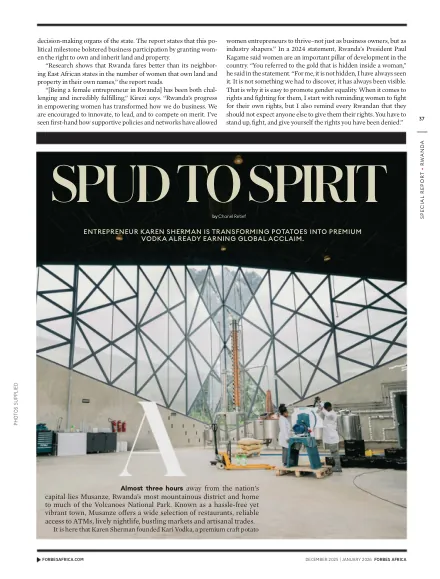 decision-making organs of the state. The report states that this po-
litical milestone bolstered business participation by granting wom-
en the right to own and inherit land and property.
“Research shows that Rwanda fares better than its neighbor-
ing East African states in the number of women that own land and
property in their own names,” the report reads.
“[Being a female entrepreneur in Rwanda] has been both chal-
lenging and incredibly fulfilling,” Kirezi says. “Rwanda’s progress
in empowering women has transformed how we do business. We
are encouraged to innovate, to lead, and to compete on merit. I’ve
seen first-hand how supportive policies and networks have allowed
women entrepreneurs to thrive–not just as business owners, but as
industry shapers.” In a 2024 statement, Rwanda’s President Paul
Kagame said women are an important pillar of development in the
country. “You referred to the gold that is hidden inside a woman,”
he said in the statement. “For me, it is not hidden, I have always seen
it. It is not something we had to discover, it has always been visible.
That is why it is easy to promote gender equality. When it comes to
rights and fighting for them, I start with reminding women to fight
for their own rights, but I also remind every Rwandan that they
should not expect anyone else to give them their rights. You have to
stand up, fight, and give yourself the rights you have been denied.”
37
SPECIAL REPORT • RWANDA
SPUD TO SPIRIT
by Chanel Retief
ENTREPRENEUR KAREN SHERMAN IS TRANSFORMING POTATOES INTO PREMIUM
VODKA ALREADY EARNING GLOBAL ACCLAIM.
PHOTOS SUPPLIED
A
Almost three hours away from the nation’s
capital lies Musanze, Rwanda’s most mountainous district and home
to much of the Volcanoes National Park. Known as a hassle-free yet
vibrant town, Musanze offers a wide selection of restaurants, reliable
access to ATMs, lively nightlife, bustling markets and artisanal trades.
It is here that Karen Sherman founded Kari Vodka, a premium craft potato
FORBESAFRICA.COM
DECEMBER 2025 | JANUARY 2026 FORBES AFRICA